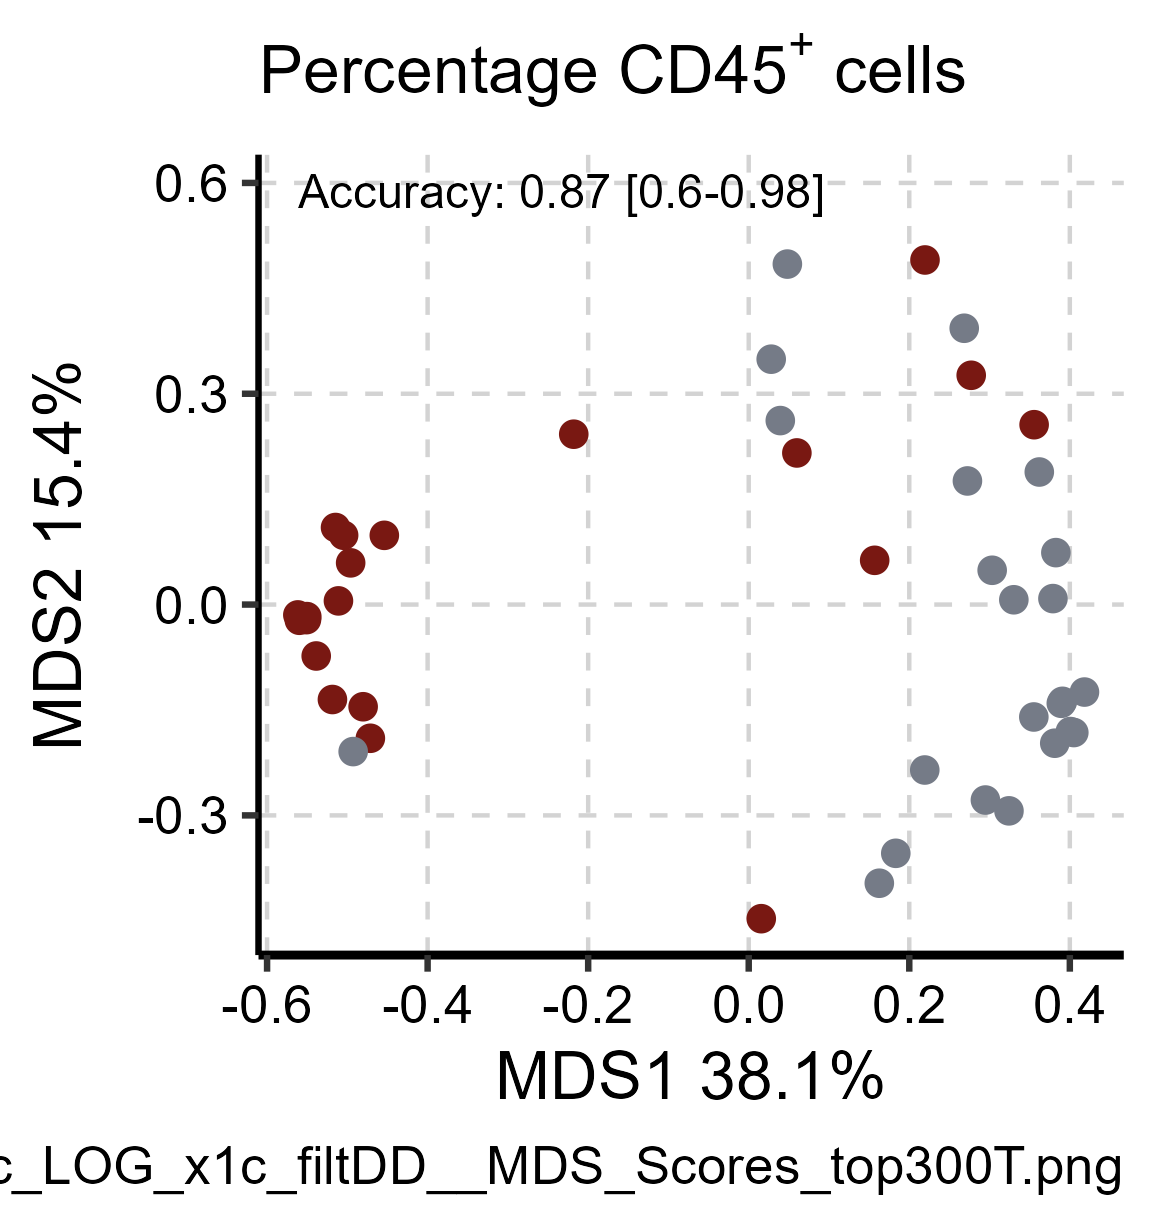 Percentage CD45⁺ cells
Accuracy: 0.87 [0.6-0.98]
0.6
0.3
0.0
-0.3
MDS2 15.4%
-0.6 -0.4 -0.2 0.0 0.2 0.4
MDS1 38.1%
c_LOG_x1c_filtDD__MDS_Scores_top300T.png